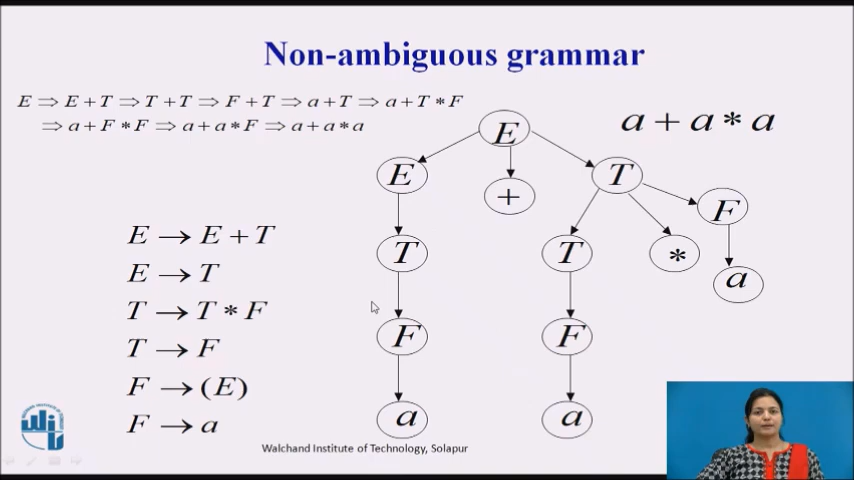 Non-ambiguous grammar
E ⇒ E + T ⇒ T + T ⇒ F + T ⇒ a + T ⇒ a + T * F
⇒ a + F * F ⇒ a + a * F ⇒ a + a * a
a + a * a
E
E + T
T T * F
F F a
a a
E → E + T
E → T
T → T * F
T → F
F → (E)
F → a
Walchand Institute of Technology, Solapur